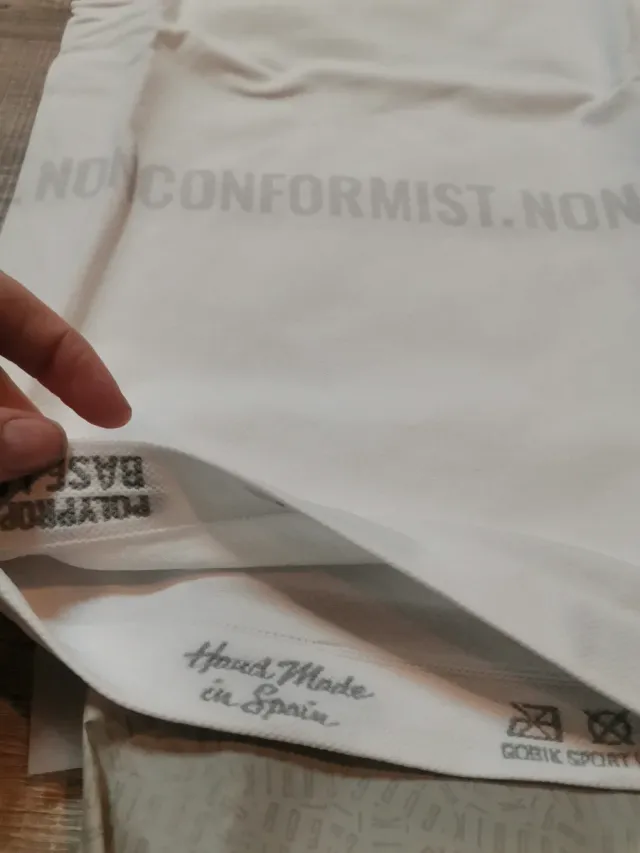 . NONCONFORMIST. NON
BASE
POLYPROP
Hand Made
in Spain
GOBIK SPORT